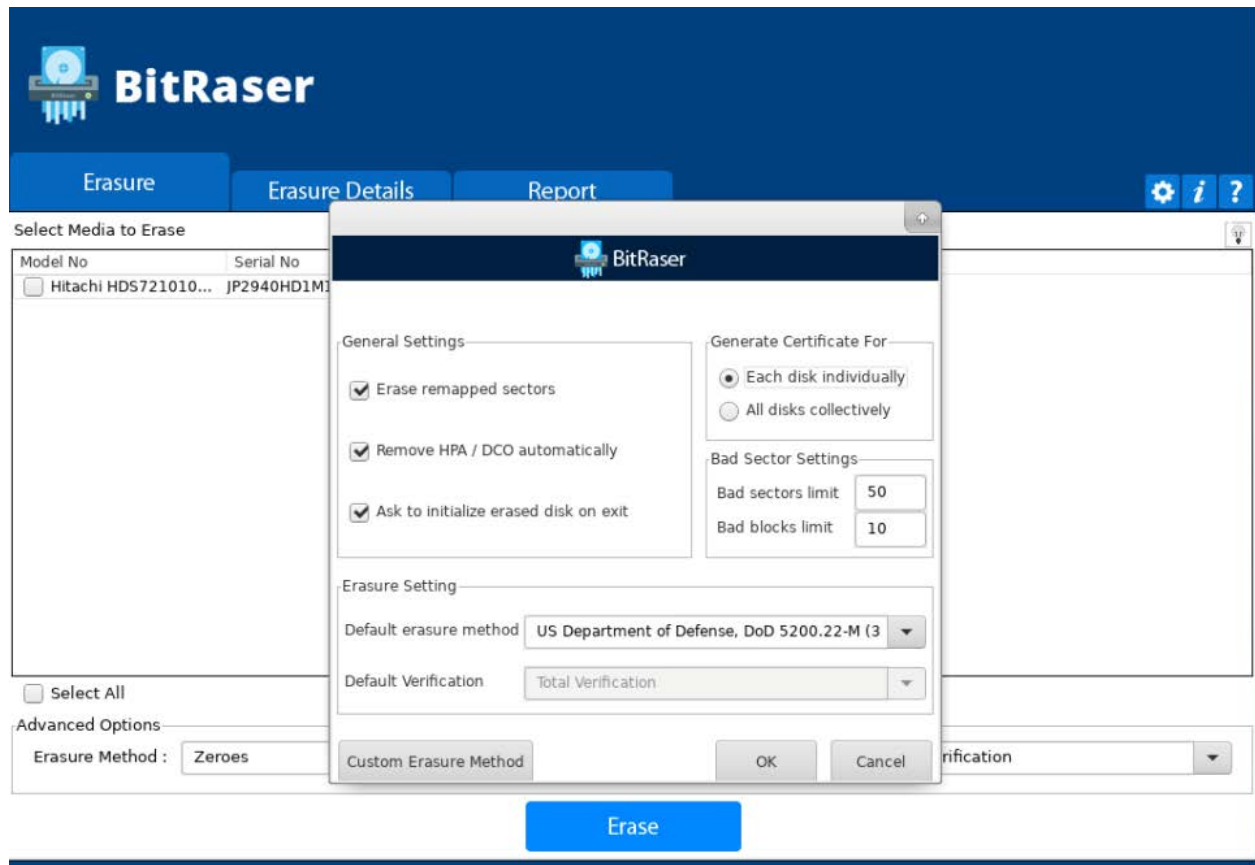 BitRaser
Erasure
Erasure Details
Report
i
?
Select Media to Erase
Model No
Serial No
Hitachi HDS721010...
JP2940HD1M
BitRaser
General Settings
Erase remapped sectors
Remove HPA / DCO automatically
Ask to initialize erased disk on exit
Generate Certificate For
Each disk individually
All disks collectively
Bad Sector Settings
Bad sectors limit 50
Bad blocks limit 10
Erasure Setting
Default erasure method US Department of Defense, DoD 5200.22-M (3
Default Verification Total Verification
Custom Erasure Method
OK
Cancel
Select All
Advanced Options
Erasure Method : Zeroes
rification
Erase